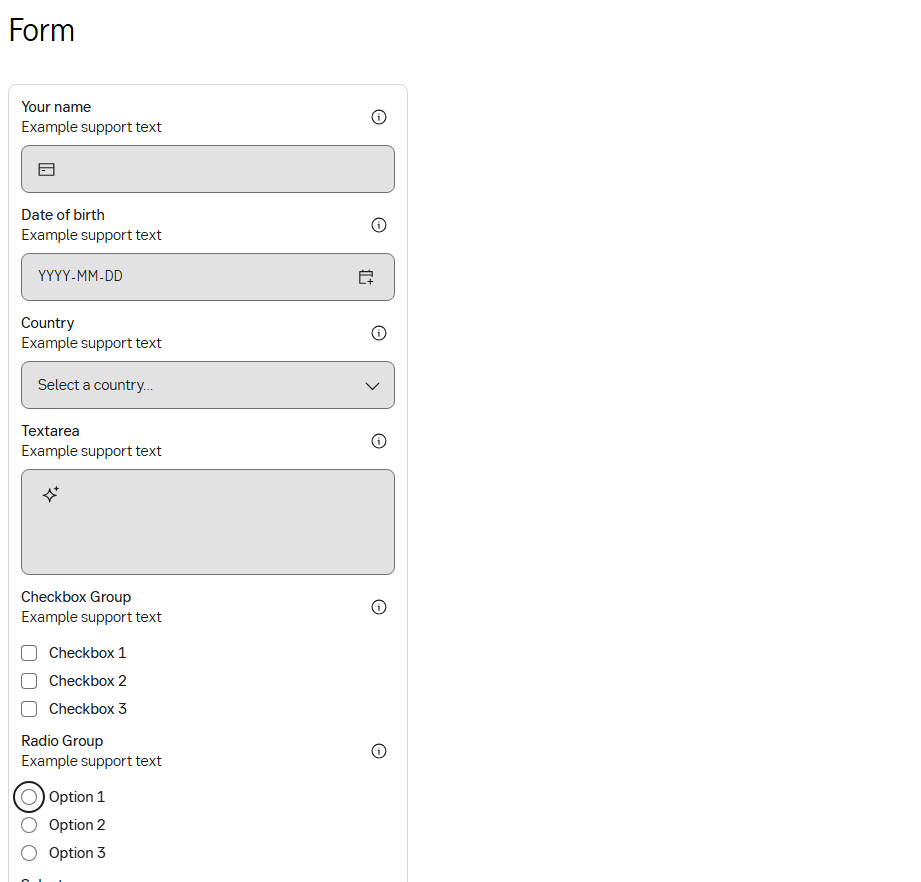 Form
Your name
Example support text
Date of birth
Example support text
YYYY-MM-DD
Country
Example support text
Select a country...
Textarea
Example support text
Checkbox Group
Example support text
Checkbox 1
Checkbox 2
Checkbox 3
Radio Group
Example support text
Option 1
Option 2
Option 3